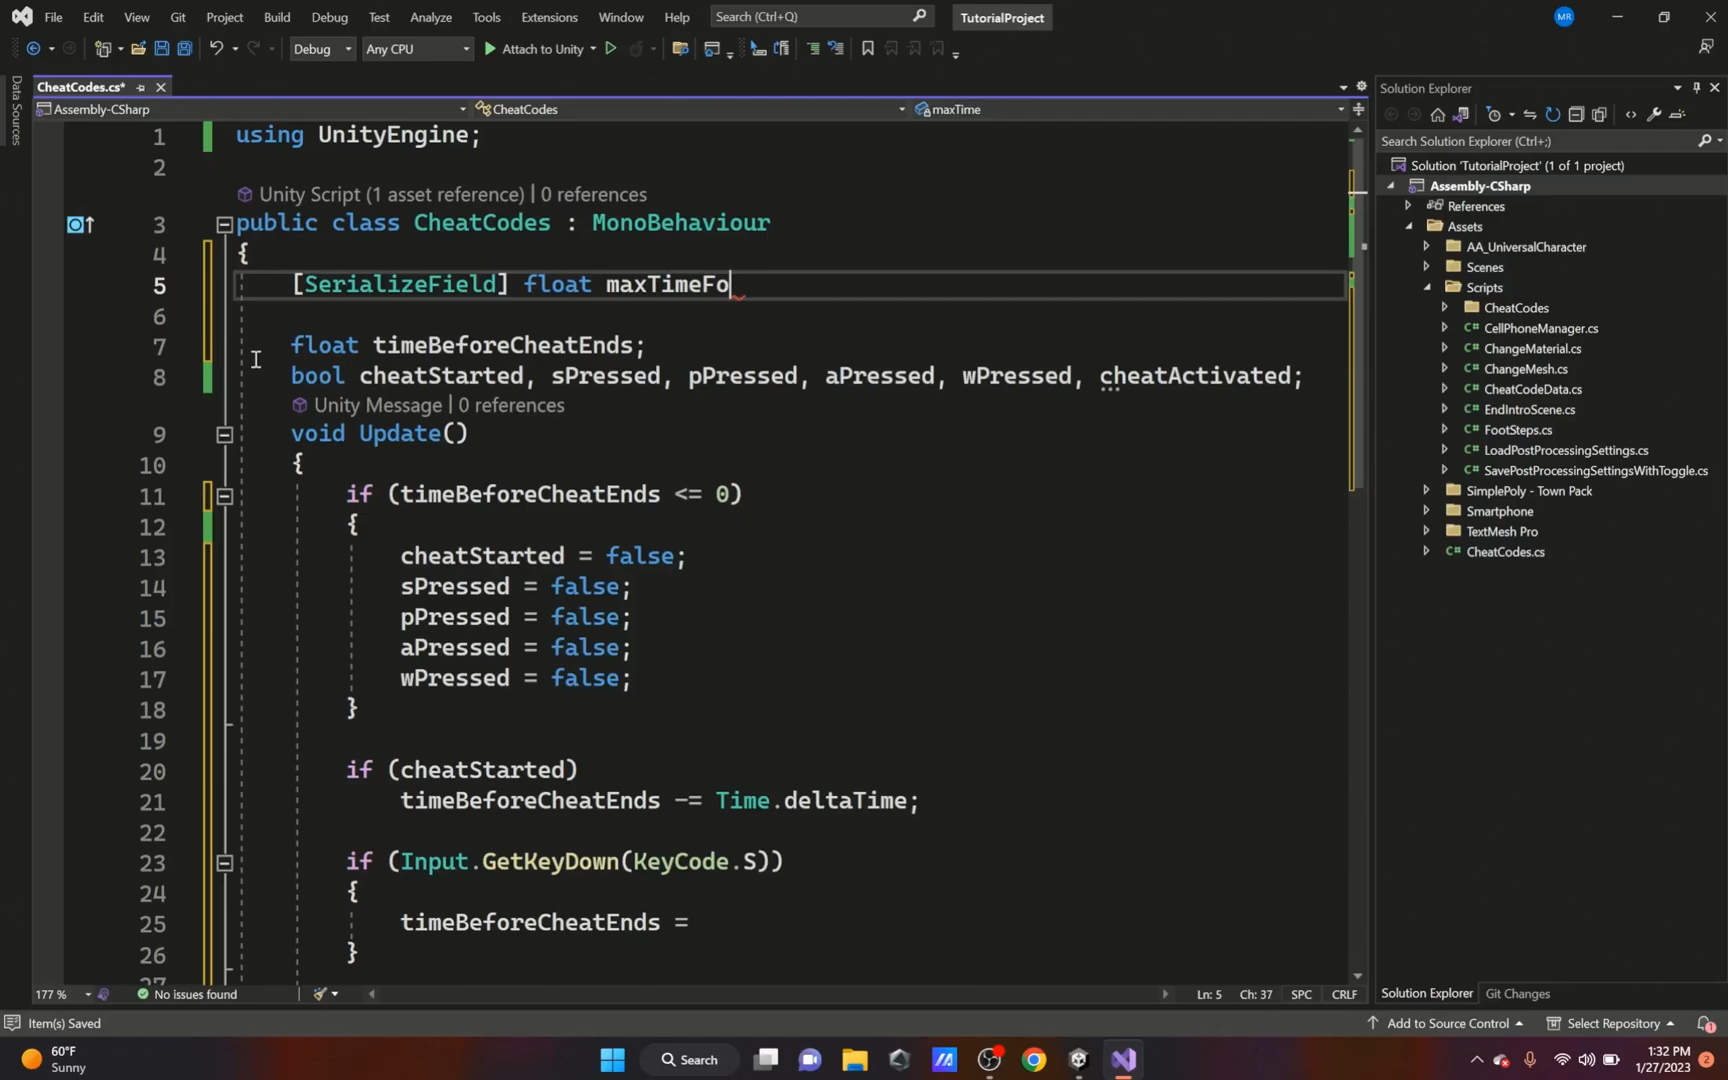 File Edit View Git Project Build Debug Test Analyze Tools Extensions Window Help Search (Ctrl+Q) TutorialProject MR
Debug Any CPU Attach to Unity
Data Sources
CheatCodes.cs*
Assembly-CSharp CheatCodes maxTime
1 using UnityEngine;
2
Unity Script (1 asset reference) | 0 references
3 public class CheatCodes : MonoBehaviour
4 {
5 [SerializeField] float maxTimeFo
6
7 float timeBeforeCheatEnds;
8 bool cheatStarted, sPressed, pPressed, aPressed, wPressed, cheatActivated;
Unity Message | 0 references
9 void Update()
10 {
11 if (timeBeforeCheatEnds <= 0)
12 {
13 cheatStarted = false;
14 sPressed = false;
15 pPressed = false;
16 aPressed = false;
17 wPressed = false;
18 }
19
20 if (cheatStarted)
21 timeBeforeCheatEnds -= Time.deltaTime;
22
23 if (Input.GetKeyDown(KeyCode.S))
24 {
25 timeBeforeCheatEnds =
26 }
27
177 % No issues found Ln: 5 Ch: 37 SPC CRLF
Solution Explorer
Search Solution Explorer (Ctrl+;)
Solution 'TutorialProject' (1 of 1 project)
Assembly-CSharp
References
Assets
AA_UniversalCharacter
Scenes
Scripts
CheatCodes
C# CellPhoneManager.cs
C# ChangeMaterial.cs
C# ChangeMesh.cs
C# CheatCodeData.cs
C# EndIntroScene.cs
C# FootSteps.cs
C# LoadPostProcessingSettings.cs
C# SavePostProcessingSettingsWithToggle.cs
SimplePoly - Town Pack
Smartphone
TextMesh Pro
C# CheatCodes.cs
Solution Explorer Git Changes
Item(s) Saved Add to Source Control Select Repository 1
60°F
Sunny
Search
1:32 PM
1/27/2023 2